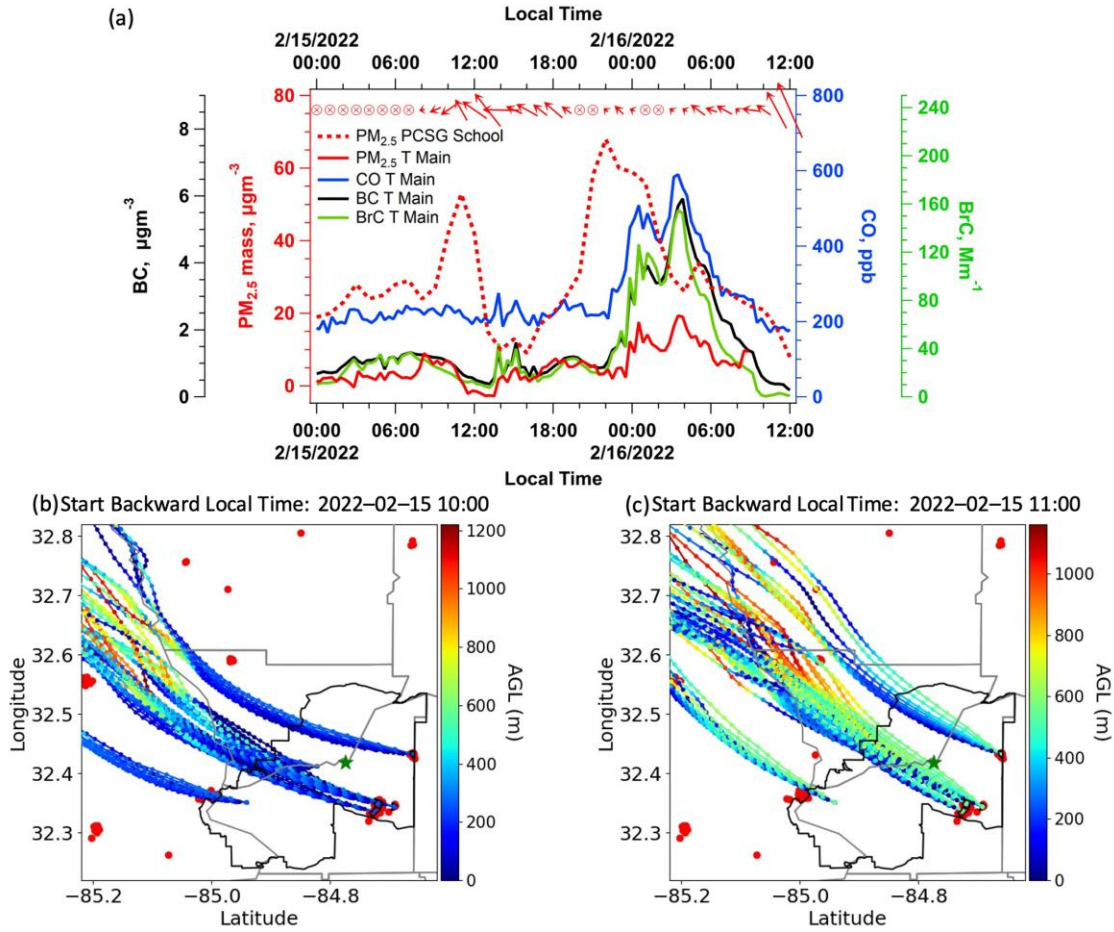 (a)
Local Time
2/15/2022 2/16/2022
00:00 06:00 12:00 18:00 00:00 06:00 12:00
BC, µgm⁻³
8
6
4
2
0
PM₂.₅ mass, µgm⁻³
80
60
40
20
0
PM₂.₅ PCSG School
PM₂.₅ T Main
CO T Main
BC T Main
BrC T Main
800
600
400
200
0
CO, ppb
240
200
160
120
80
40
0
BrC, Mm⁻¹
00:00 06:00 12:00 18:00 00:00 06:00 12:00
2/15/2022 2/16/2022
Local Time
(b) Start Backward Local Time: 2022–02–15 10:00
Longitude
32.8
32.7
32.6
32.5
32.4
32.3
−85.2 −85.0 −84.8
Latitude
1200
1000
800
600
400
200
0
AGL (m)
(c) Start Backward Local Time: 2022–02–15 11:00
Longitude
32.8
32.7
32.6
32.5
32.4
32.3
−85.2 −85.0 −84.8
Latitude
1000
800
600
400
200
0
AGL (m)